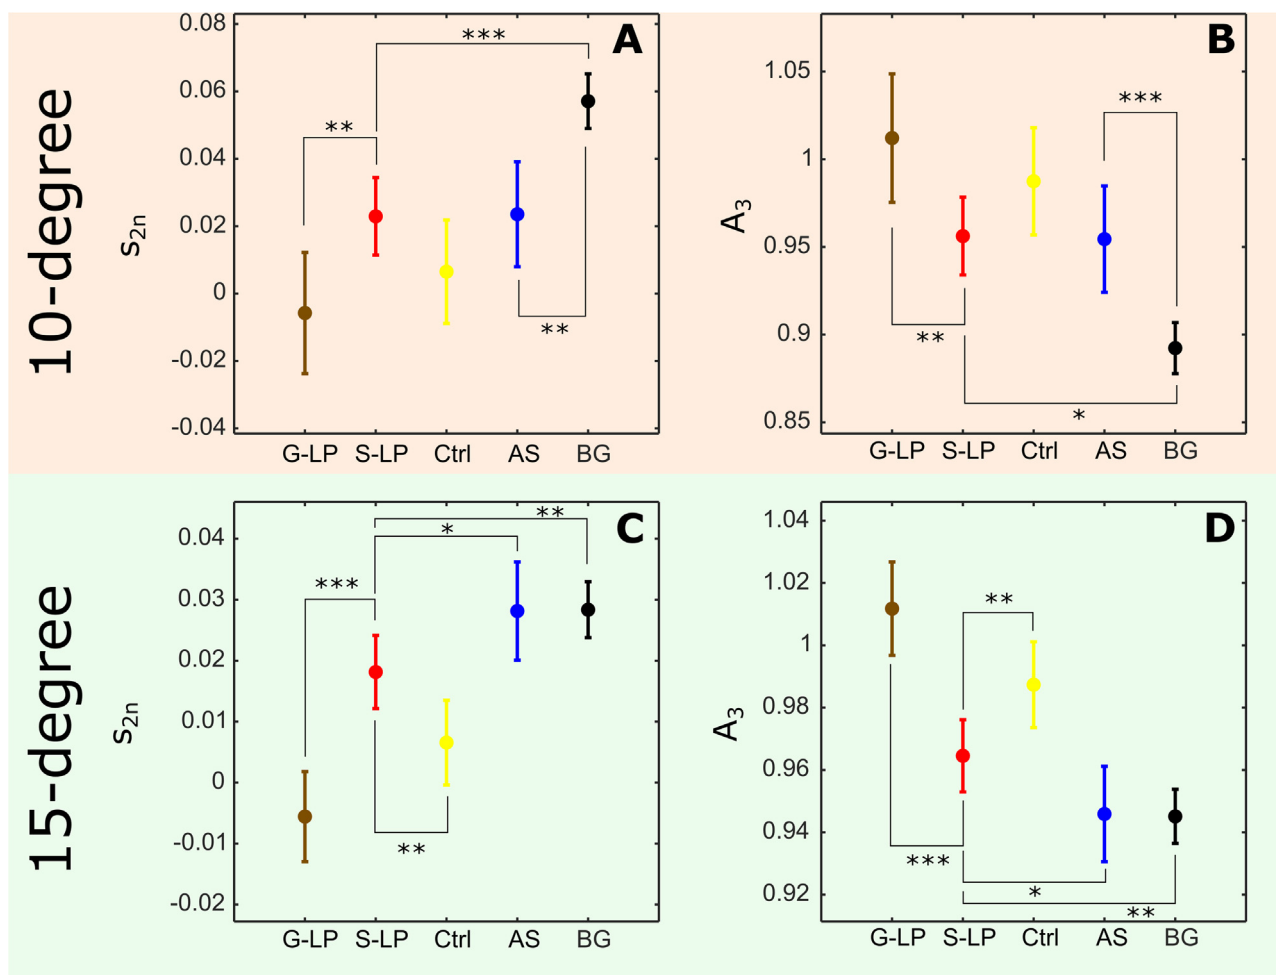 10-degree
A
s2n
0.08
0.06
0.04
0.02
0
-0.02
-0.04
***
**
**
G-LP S-LP Ctrl AS BG
B
A3
1.05
1
0.95
0.9
0.85
***
**
*
G-LP S-LP Ctrl AS BG
15-degree
C
s2n
0.04
0.03
0.02
0.01
0
-0.01
-0.02
**
*
***
**
G-LP S-LP Ctrl AS BG
D
A3
1.04
1.02
1
0.98
0.96
0.94
0.92
**
***
*
**
G-LP S-LP Ctrl AS BG